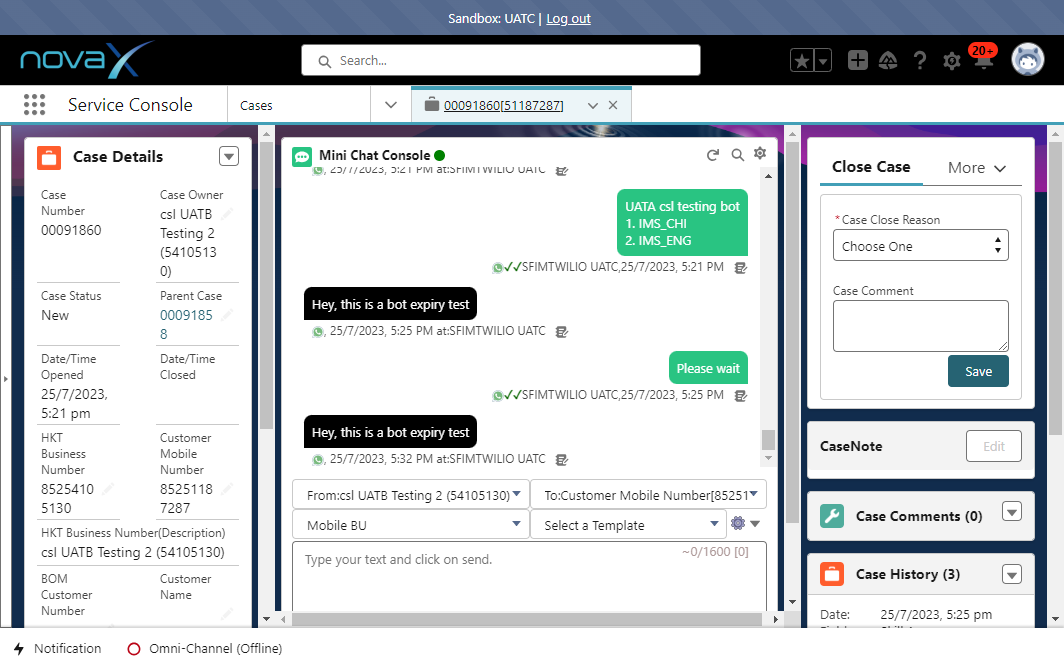 Sandbox: UATC | Log out
novaX
Search...
20+
Service Console
Cases
00091860[51187287]
Case Details
Case Number
00091860
Case Owner
csl UATB Testing 2 (54105130)
Case Status
New
Parent Case
00091858
Date/Time Opened
25/7/2023, 5:21 pm
Date/Time Closed
HKT Business Number
85254105130
Customer Mobile Number
85251187287
HKT Business Number(Description)
csl UATB Testing 2 (54105130)
BOM Customer Number
Customer Name
Mini Chat Console
, 25/7/2023, 5:21 PM at:SFIMTWILIO UATC
UATA csl testing bot
1. IMS_CHI
2. IMS_ENG
SFIMTWILIO UATC,25/7/2023, 5:21 PM
Hey, this is a bot expiry test
, 25/7/2023, 5:25 PM at:SFIMTWILIO UATC
Please wait
SFIMTWILIO UATC,25/7/2023, 5:25 PM
Hey, this is a bot expiry test
, 25/7/2023, 5:32 PM at:SFIMTWILIO UATC
From:csl UATB Testing 2 (54105130)
To:Customer Mobile Number[85251
Mobile BU
Select a Template
Type your text and click on send.
~0/1600 [0]
Close Case
More
*Case Close Reason
Choose One
Case Comment
Save
CaseNote
Edit
Case Comments (0)
Case History (3)
Date:
25/7/2023, 5:25 pm
Notification
Omni-Channel (Offline)